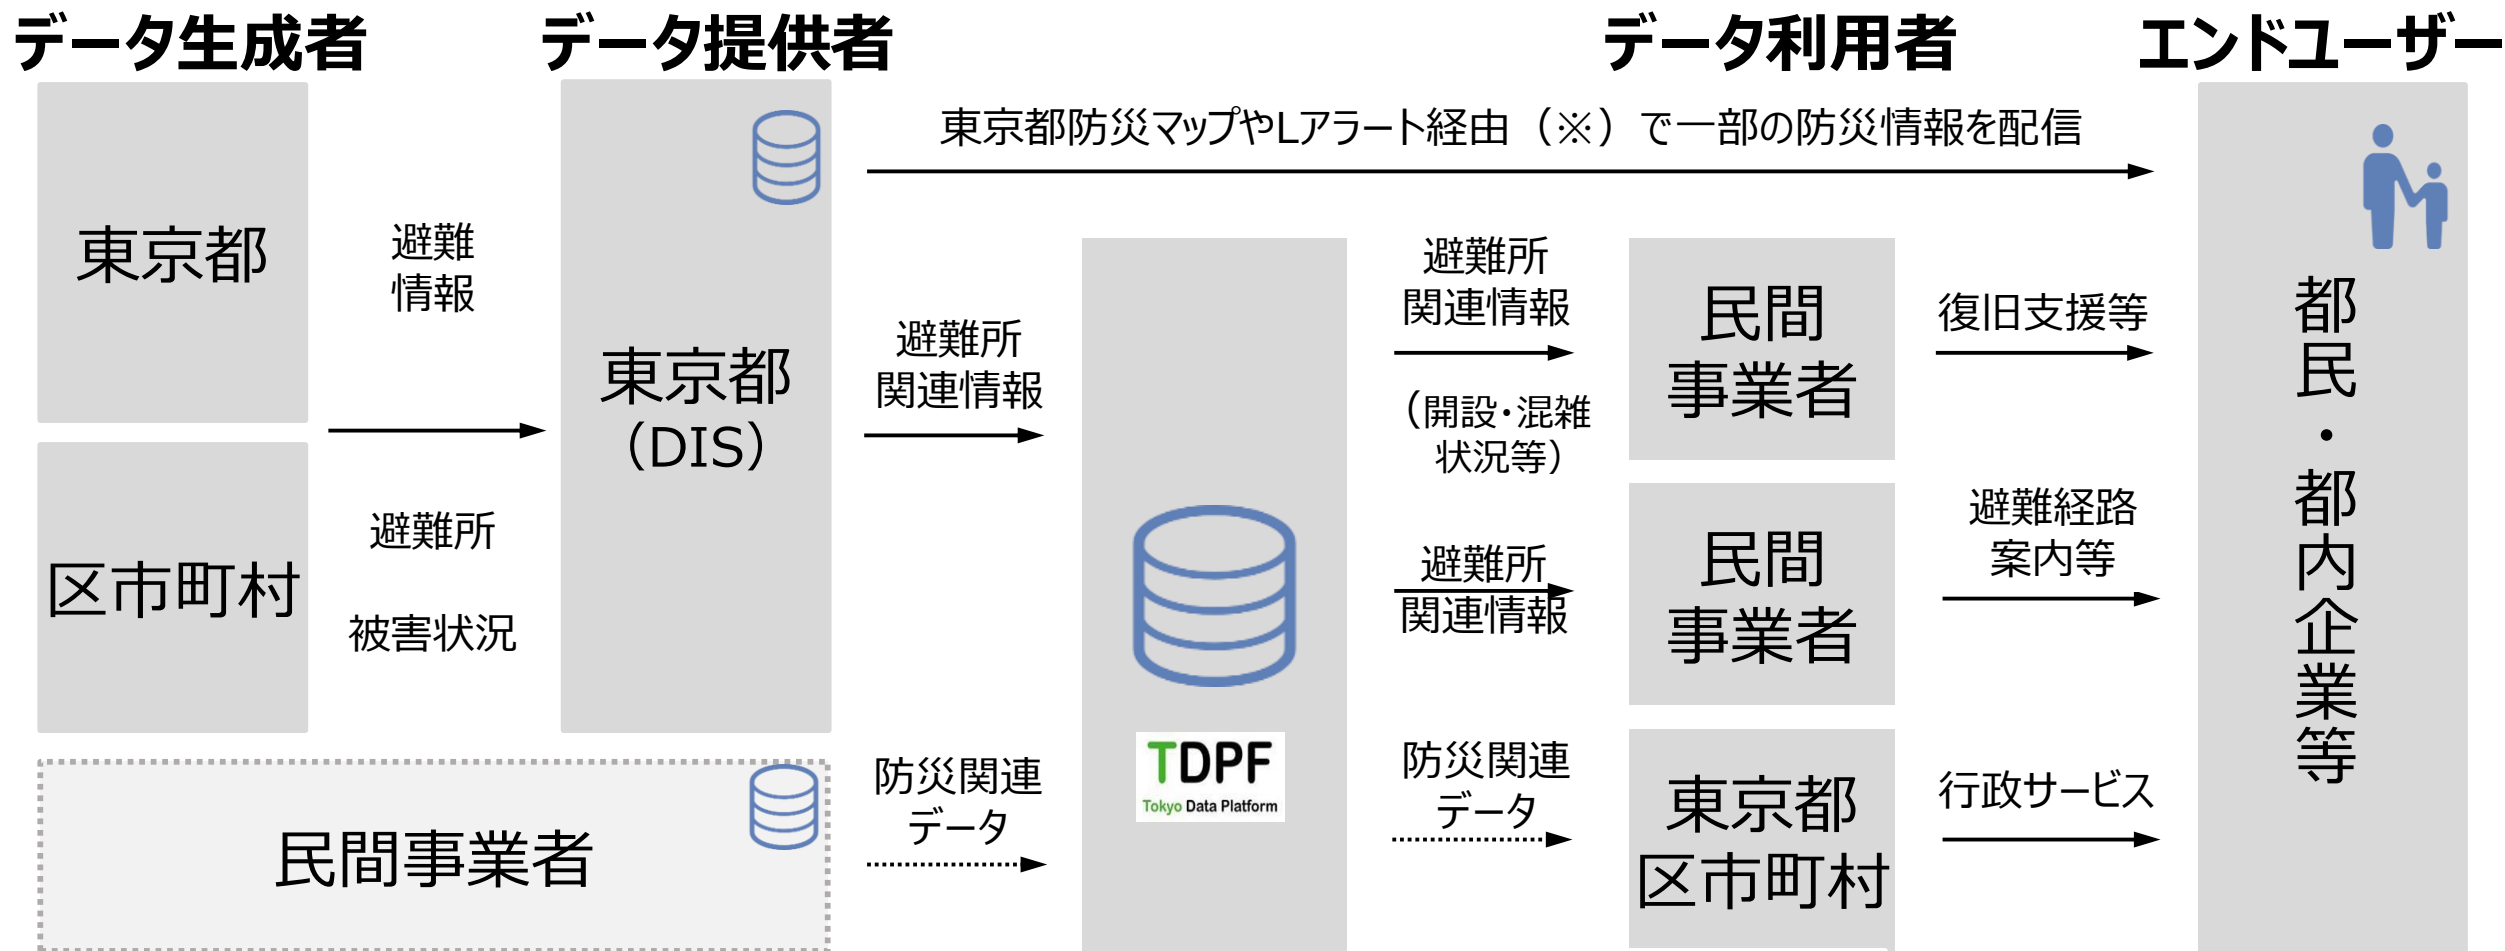 データ生成者
データ提供者
データ利用者
エンドユーザー
東京都
区市町村
避難
情報
避難所
被害状況
東京都
（DIS）
民間事業者
東京都防災マップやLアラート経由（※）で一部の防災情報を配信
避難所
関連情報
防災関連
データ
TDPF
Tokyo Data Platform
避難所
関連情報
（開設・混雑
状況等）
避難所
関連情報
防災関連
データ
民間
事業者
民間
事業者
東京都
区市町村
復旧支援等
避難経路
案内等
行政サービス
都民・都内企業等